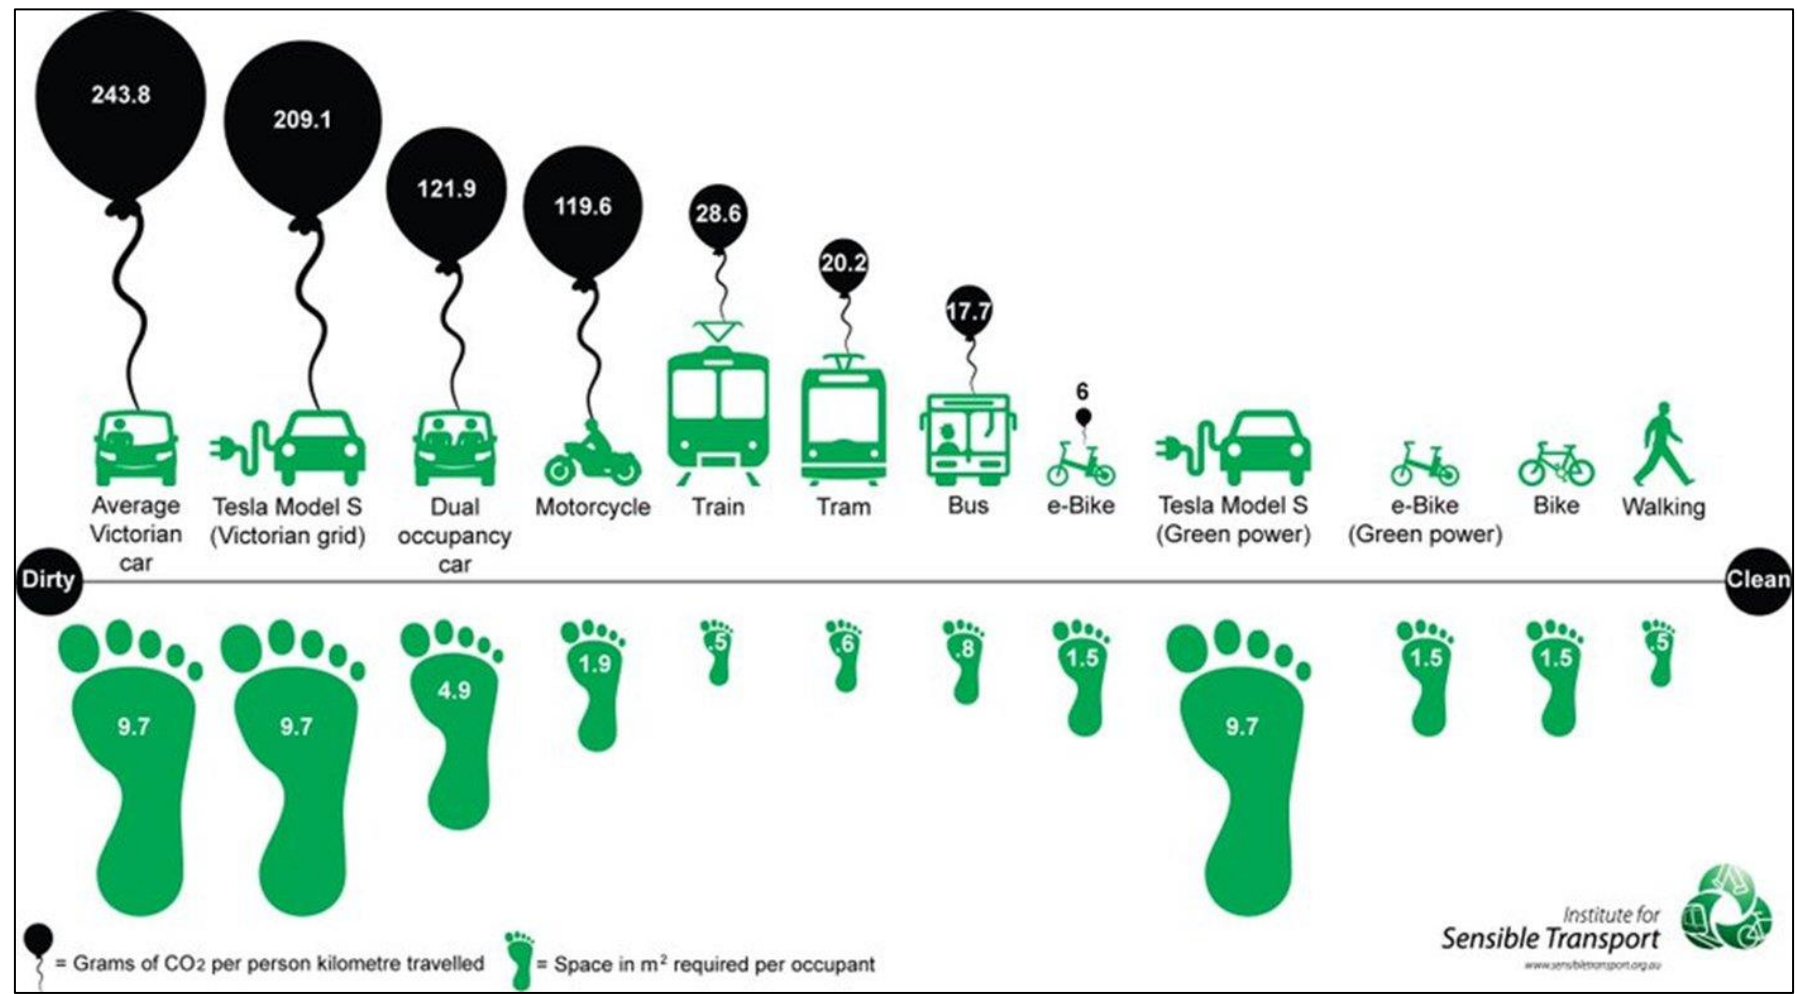 243.8
209.1
121.9
119.6
28.6
20.2
17.7
6
Average
Victorian
car
Tesla Model S
(Victorian grid)
Dual
occupancy
car
Motorcycle
Train
Tram
Bus
e-Bike
Tesla Model S
(Green power)
e-Bike
(Green power)
Bike
Walking
Dirty
Clean
9.7
9.7
4.9
1.9
.5
.6
.8
1.5
9.7
1.5
1.5
.5
= Grams of CO2 per person kilometre travelled
= Space in m² required per occupant
Institute for
Sensible Transport
www.sensibletransport.org.au